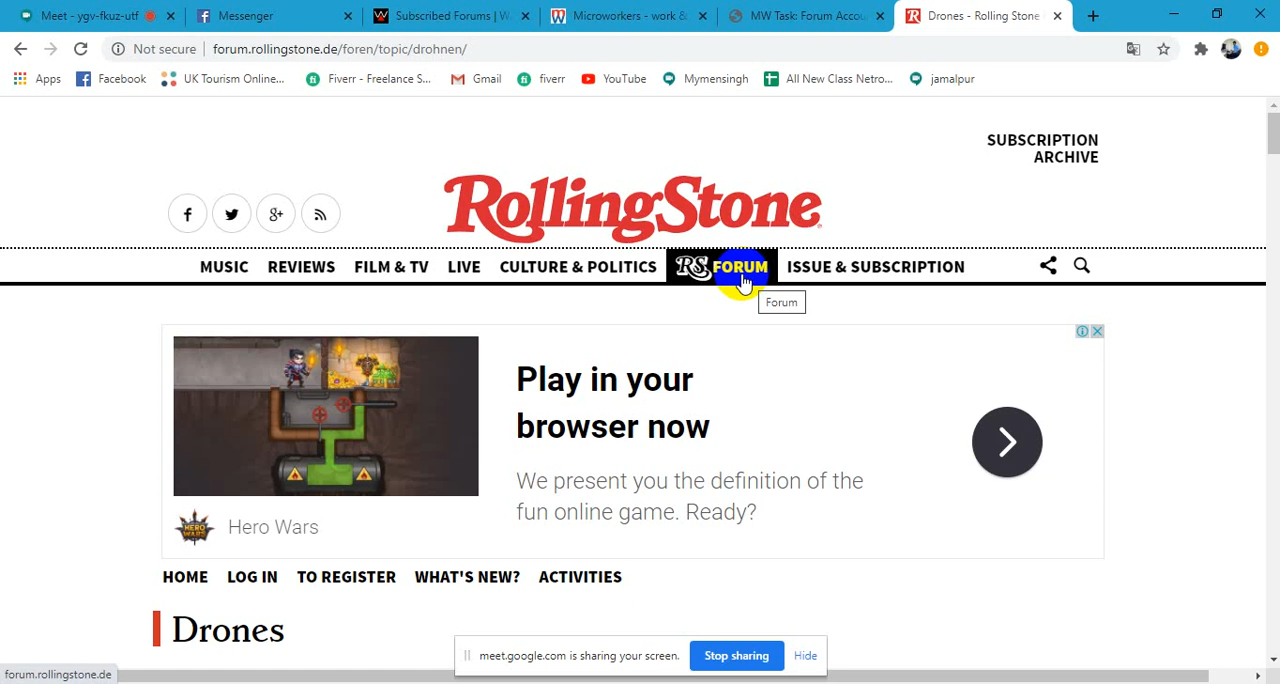 Meet - ygv-fkuz-utf
Messenger
Subscribed Forums | W
Microworkers - work &
MW Task: Forum Accou
Drones - Rolling Stone
Not secure | forum.rollingstone.de/foren/topic/drohnen/
Apps
Facebook
UK Tourism Online...
Fiverr - Freelance S...
Gmail
fiverr
YouTube
Mymensingh
All New Class Netro...
jamalpur
SUBSCRIPTION
ARCHIVE
RollingStone
MUSIC
REVIEWS
FILM & TV
LIVE
CULTURE & POLITICS
RS FORUM
ISSUE & SUBSCRIPTION
Forum
Play in your
browser now
We present you the definition of the
fun online game. Ready?
HERO WARS
Hero Wars
HOME
LOG IN
TO REGISTER
WHAT'S NEW?
ACTIVITIES
Drones
meet.google.com is sharing your screen.
Stop sharing
Hide
forum.rollingstone.de